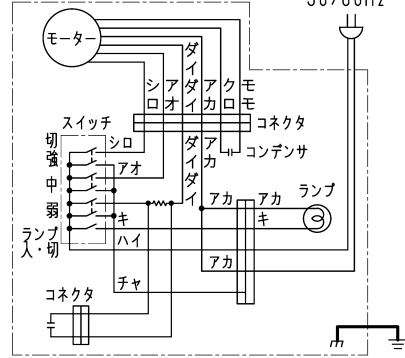 50/60Hz
モーター
シロ
アオ
ダイダイ
アカ
クロ
モモ
コネクタ
スイッチ
切
強
中
弱
ランプ
入・切
シロ
アオ
キ
ハイ
チャ
ダイダイ
アカ
コンデンサ
アカ
アカ
キ
ランプ
アカ
コネクタ